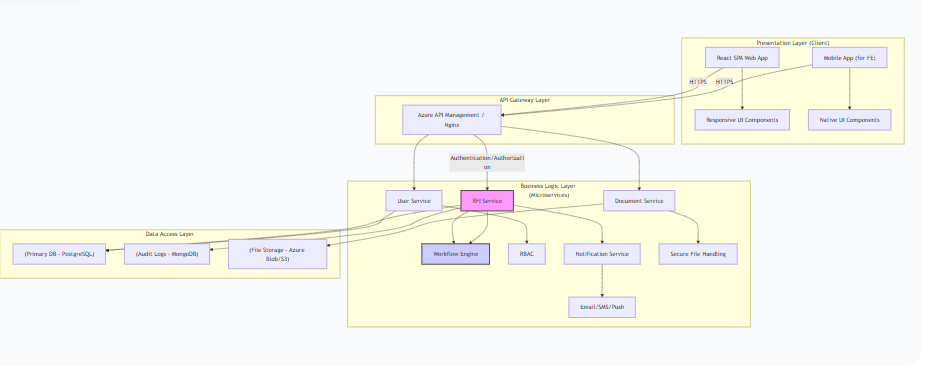 Presentation Layer (Client)
React SPA Web App
Mobile App (for FE)
HTTPS
HTTPS
Responsive UI Components
Native UI Components
API Gateway Layer
Azure API Management /
Nginx
Authentication/Authorizati
on
Business Logic Layer
(Microservices)
User Service
RFI Service
Document Service
Workflow Engine
RBAC
Notification Service
Secure File Handling
Email/SMS/Push
Data Access Layer
(Primary DB - PostgreSQL)
(Audit Logs - MongoDB)
(File Storage - Azure
Blob/S3)